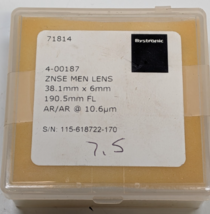 71814
4-00187
ZNSE MEN LENS
38.1mm x 6mm
190.5mm FL
AR/AR @ 10.6µm
S/N: 115-618722-170
7.5